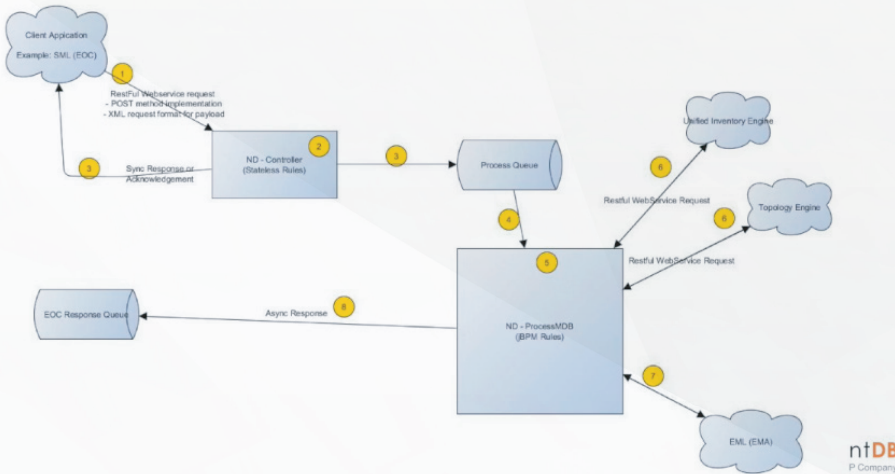 Client Appication
Example: SML (EOC)
1
RestFul Webservice request
- POST method implementation
- XML request format for payload
Unified Inventory Engine
2
ND - Controller
(Stateless Rules)
3
Process Queue
3
Sync Response or
Acknowledgement
6
Restful WebService Request
Topology Engine
4
6
Restful WebService Request
5
EOC Response Queue
Async Response
8
ND - ProcessMDB
(jBPM Rules)
7
EML (EMA)
ntDB
P Company